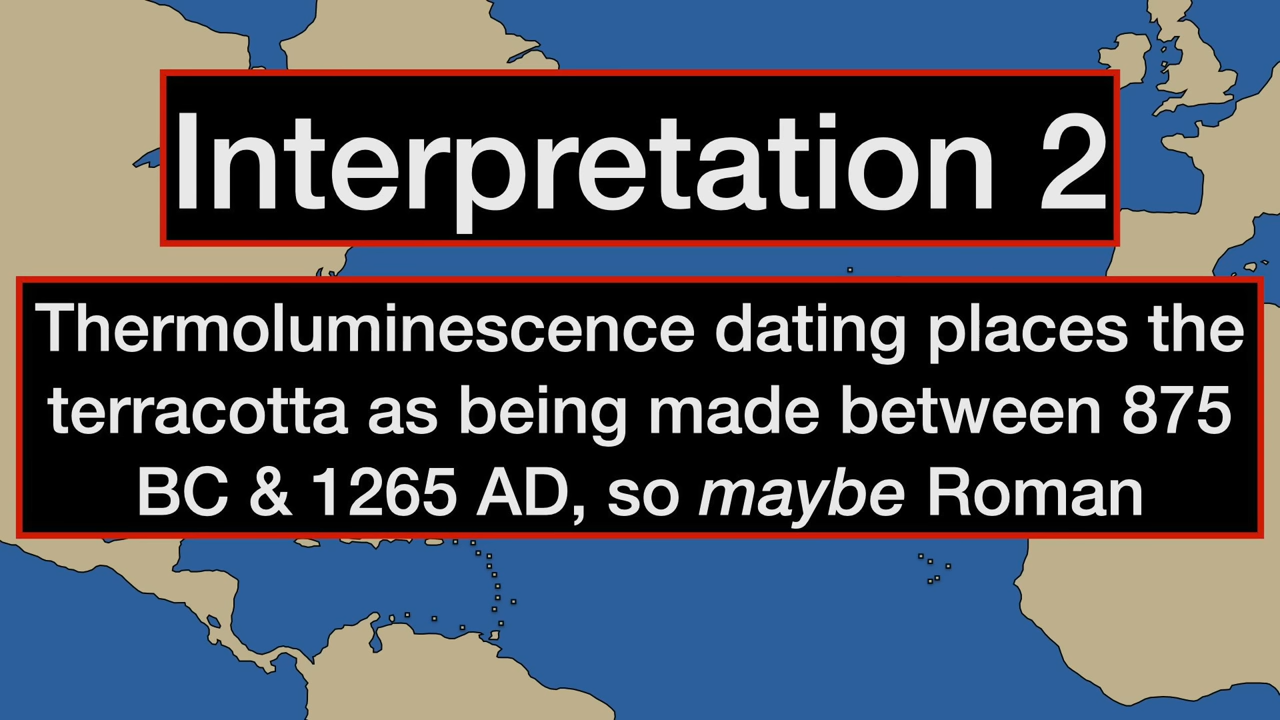 Interpretation 2
Thermoluminescence dating places the
terracotta as being made between 875
BC & 1265 AD, so maybe Roman